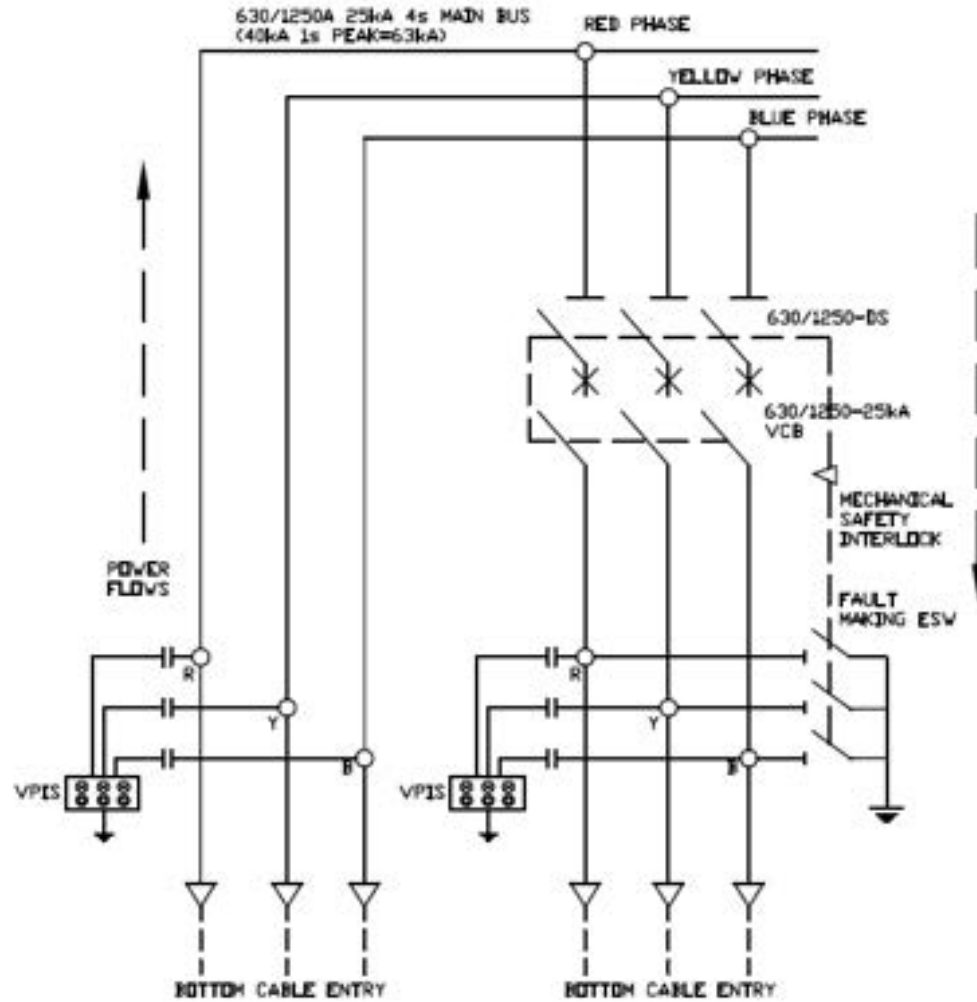 630/1250A 25kA 4s MAIN BUS
(40kA 1s PEAK=63kA)
RED PHASE
YELLOW PHASE
BLUE PHASE
630/1250-DS
630/1250-25kA
VCB
MECHANICAL
SAFETY
INTERLOCK
POWER
FLOWS
FAULT
MAKING ESW
R
R
Y
Y
B
B
VPIS
VPIS
BOTTOM CABLE ENTRY
BOTTOM CABLE ENTRY